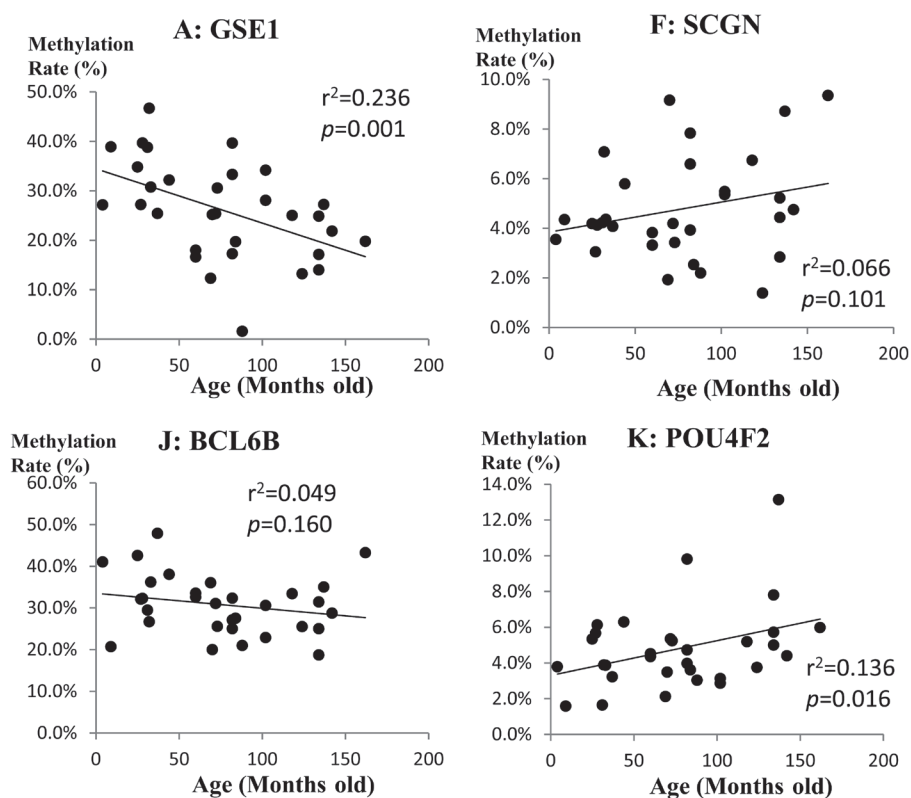 A: GSE1
Methylation
Rate (%)
50.0%
40.0%
30.0%
20.0%
10.0%
0.0%
r²=0.236
p=0.001
0 50 100 150 200
Age (Months old)
F: SCGN
Methylation
Rate (%)
10.0%
8.0%
6.0%
4.0%
2.0%
0.0%
r²=0.066
p=0.101
0 50 100 150 200
Age (Months old)
J: BCL6B
Methylation
Rate (%)
60.0%
50.0%
40.0%
30.0%
20.0%
10.0%
0.0%
r²=0.049
p=0.160
0 50 100 150 200
Age (Months old)
K: POU4F2
Methylation
Rate (%)
14.0%
12.0%
10.0%
8.0%
6.0%
4.0%
2.0%
0.0%
r²=0.136
p=0.016
0 50 100 150 200
Age (Months old)